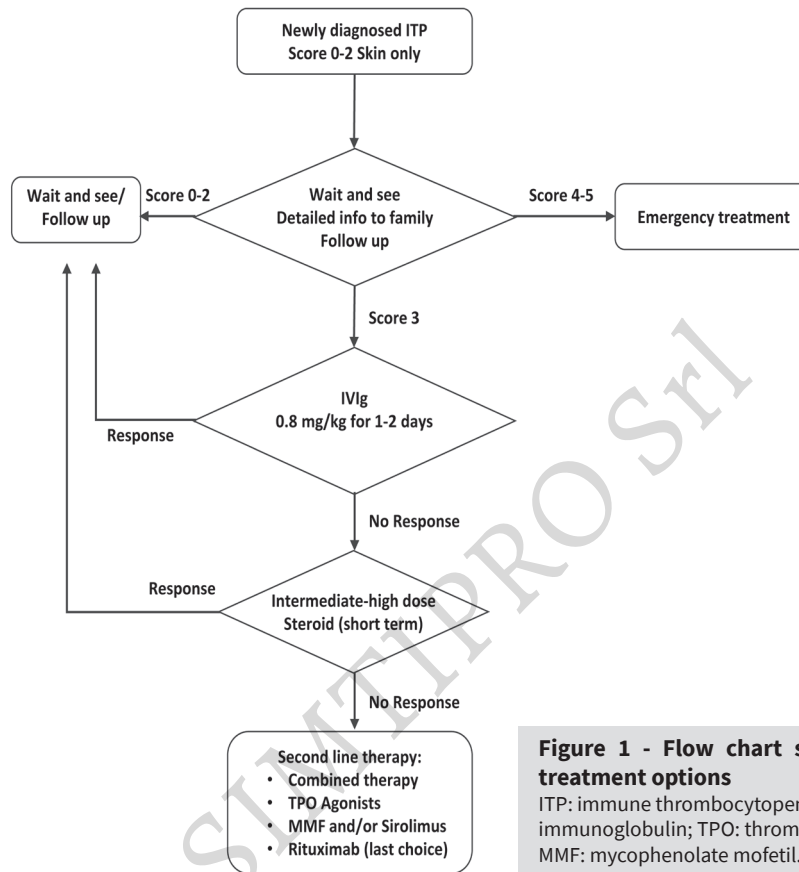 Newly diagnosed ITP
Score 0-2 Skin only
Wait and see/
Follow up
Score 0-2
Wait and see
Detailed info to family
Follow up
Score 4-5
Emergency treatment
Score 3
IVIg
0.8 mg/kg for 1-2 days
Response
No Response
Response
Intermediate-high dose
Steroid (short term)
No Response
Second line therapy:
• Combined therapy
• TPO Agonists
• MMF and/or Sirolimus
• Rituximab (last choice)
Figure 1 - Flow chart
treatment options
ITP: immune
immunoglobulin; TPO:
MMF: mycophenolate mofetil.
SIMTIPRO Srl